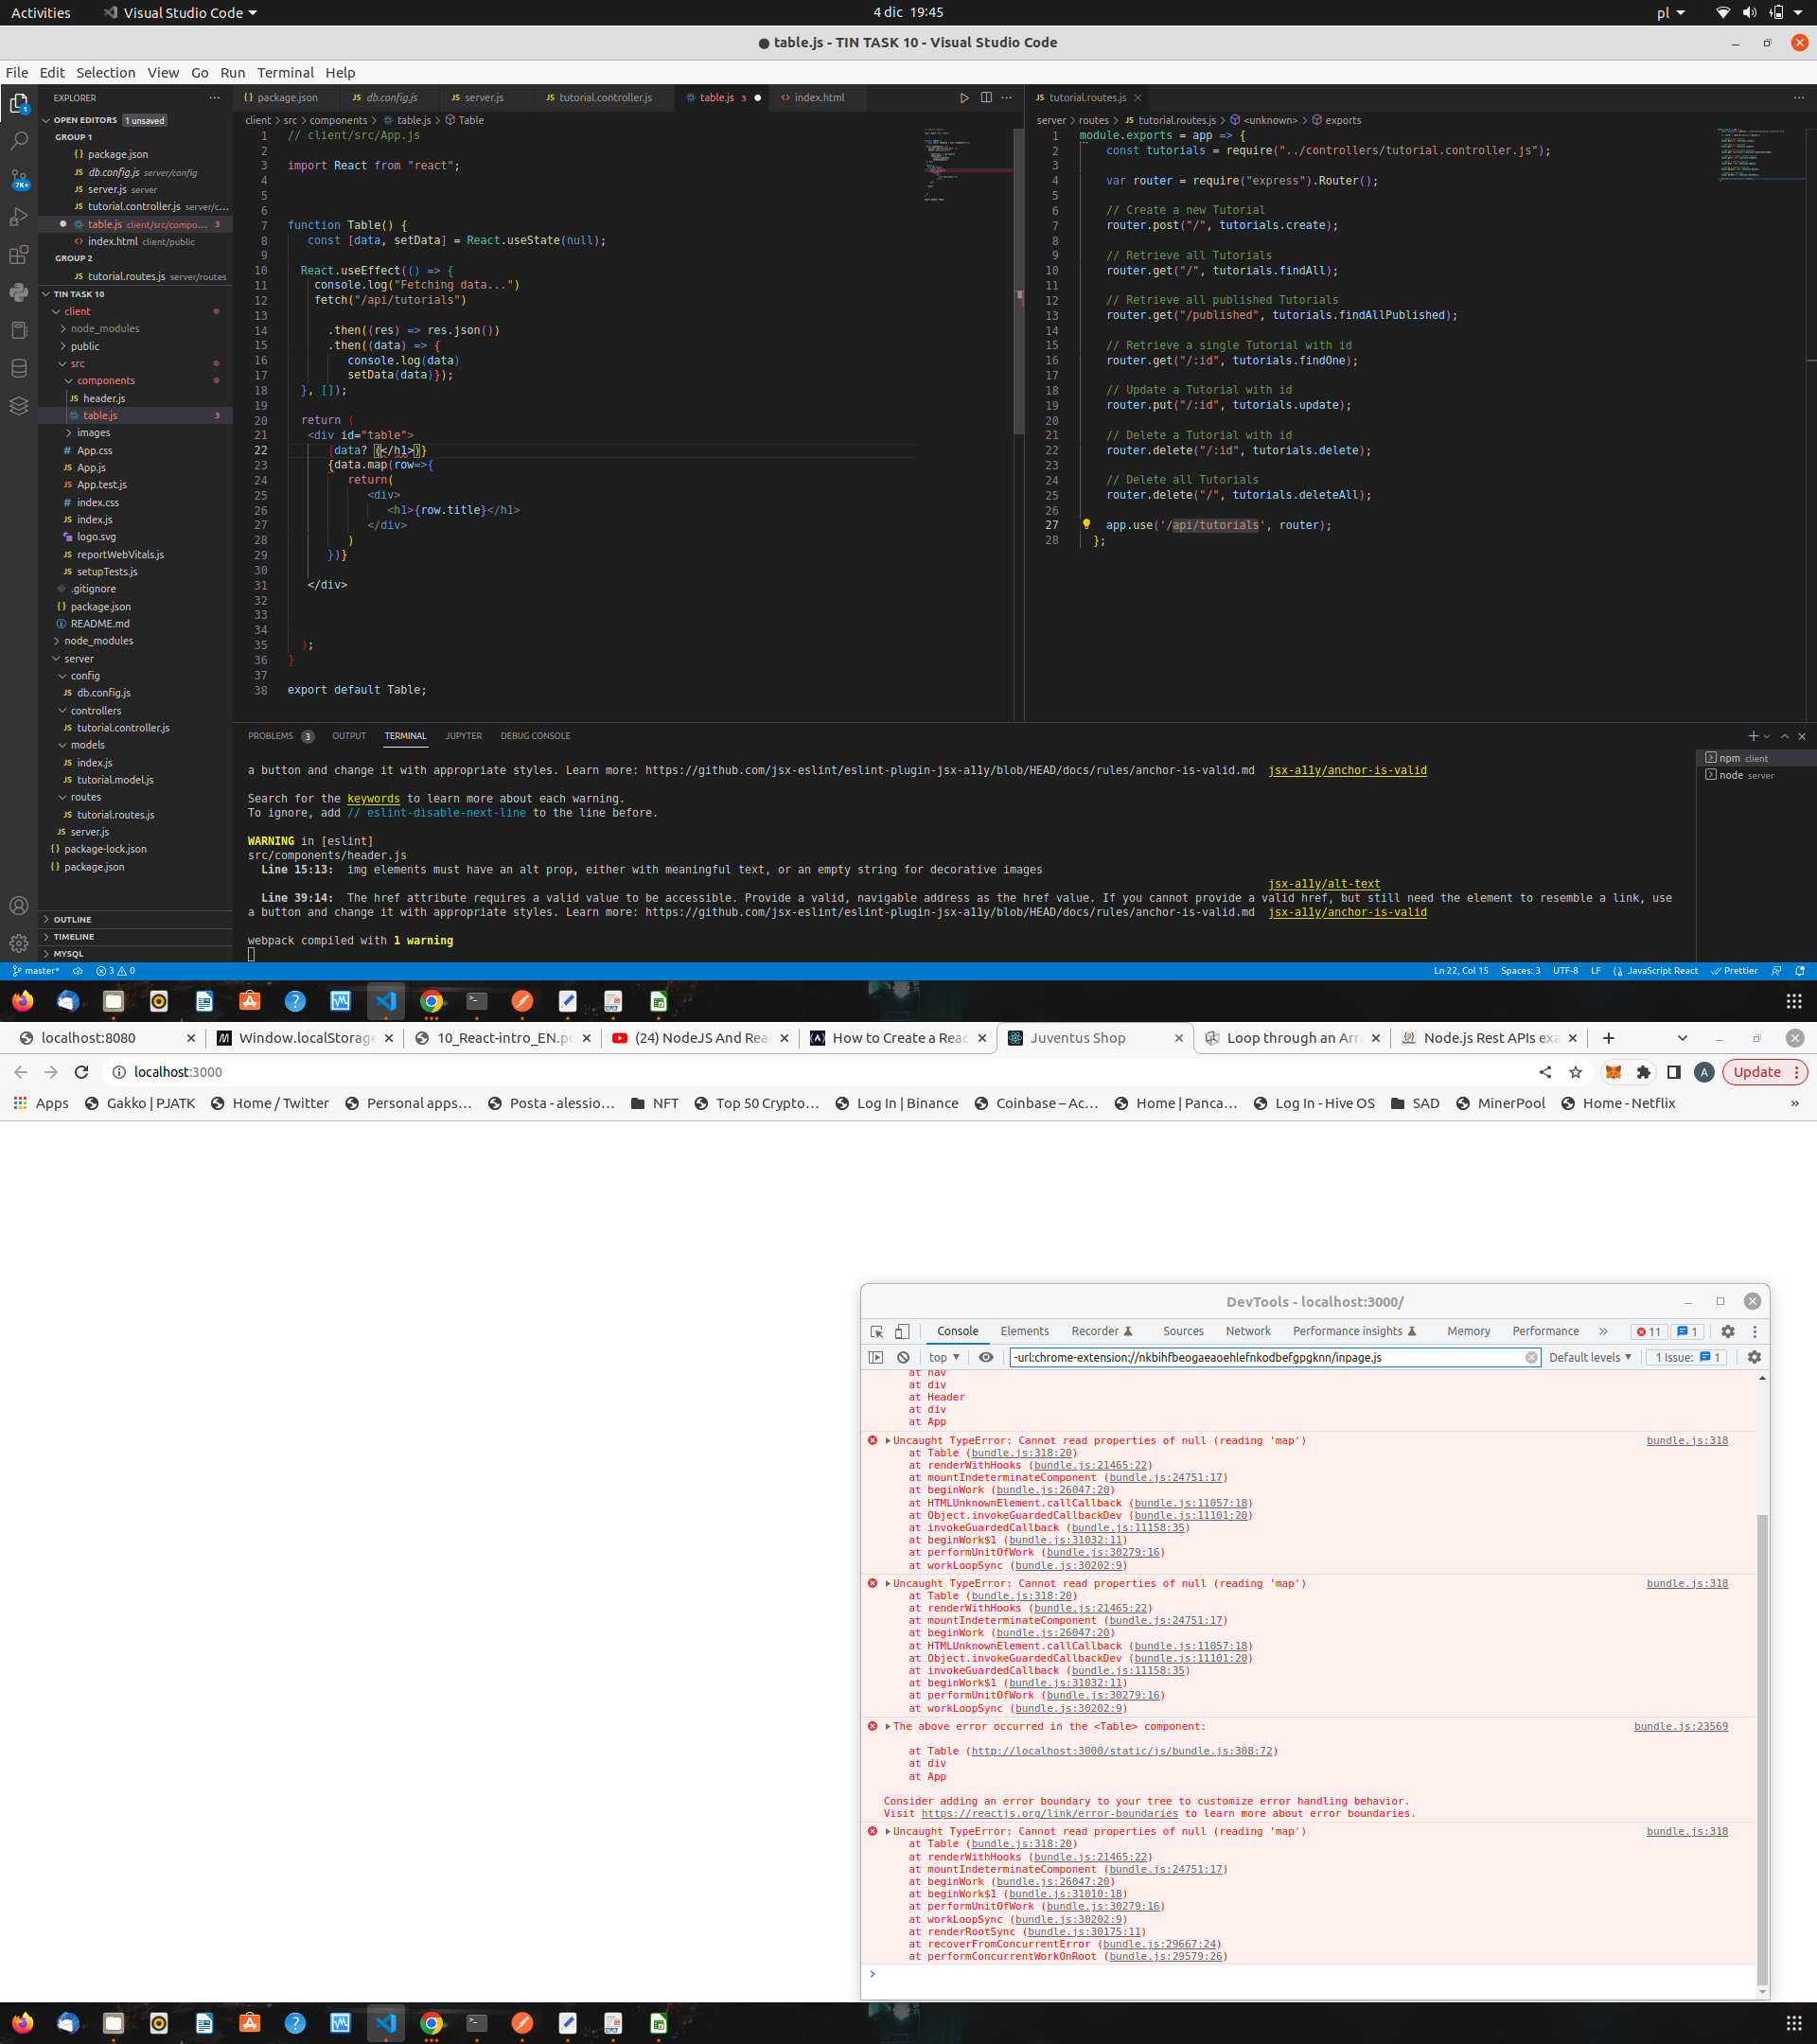 Activities
Visual Studio Code
4 dic 19:45
pl
● table.js - TIN TASK 10 - Visual Studio Code
File Edit Selection View Go Run Terminal Help
EXPLORER
OPEN EDITORS 1 unsaved
GROUP 1
package.json
db.config.js server/config
server.js server
tutorial.controller.js server/c...
table.js client/src/compo... 3
index.html client/public
GROUP 2
tutorial.routes.js server/routes
TIN TASK 10
client
node_modules
public
src
components
header.js
table.js 3
images
App.css
App.js
App.test.js
index.css
index.js
logo.svg
reportWebVitals.js
setupTests.js
.gitignore
package.json
README.md
node_modules
server
config
db.config.js
controllers
tutorial.controller.js
models
index.js
tutorial.model.js
routes
tutorial.routes.js
server.js
package-lock.json
package.json
OUTLINE
TIMELINE
MYSQL
package.json db.config.js server.js tutorial.controller.js table.js 3 index.html
client > src > components > table.js > Table
1 // client/src/App.js
2
3 import React from "react";
4
5
6
7 function Table() {
8 const [data, setData] = React.useState(null);
9
10 React.useEffect(() => {
11 console.log("Fetching data...")
12 fetch("/api/tutorials")
13
14 .then((res) => res.json())
15 .then((data) => {
16 console.log(data)
17 setData(data)});
18 }, []);
19
20 return (
21 <div id="table">
22 {data? (</h1>)}
23 {data.map(row=>{
24 return(
25 <div>
26 <h1>{row.title}</h1>
27 </div>
28 )
29 })}
30
31 </div>
32
33
34
35 );
36 }
37
38 export default Table;
tutorial.routes.js
server > routes > tutorial.routes.js > <unknown> > exports
1 module.exports = app => {
2 const tutorials = require("../controllers/tutorial.controller.js");
3
4 var router = require("express").Router();
5
6 // Create a new Tutorial
7 router.post("/", tutorials.create);
8
9 // Retrieve all Tutorials
10 router.get("/", tutorials.findAll);
11
12 // Retrieve all published Tutorials
13 router.get("/published", tutorials.findAllPublished);
14
15 // Retrieve a single Tutorial with id
16 router.get("/:id", tutorials.findOne);
17
18 // Update a Tutorial with id
19 router.put("/:id", tutorials.update);
20
21 // Delete a Tutorial with id
22 router.delete("/:id", tutorials.delete);
23
24 // Delete all Tutorials
25 router.delete("/", tutorials.deleteAll);
26
27 app.use('/api/tutorials', router);
28 };
PROBLEMS 3 OUTPUT TERMINAL JUPYTER DEBUG CONSOLE
npm client
node server
a button and change it with appropriate styles. Learn more: https://github.com/jsx-eslint/eslint-plugin-jsx-a11y/blob/HEAD/docs/rules/anchor-is-valid.md jsx-a11y/anchor-is-valid
Search for the keywords to learn more about each warning.
To ignore, add // eslint-disable-next-line to the line before.
WARNING in [eslint]
src/components/header.js
Line 15:13: img elements must have an alt prop, either with meaningful text, or an empty string for decorative images
jsx-a11y/alt-text
Line 39:14: The href attribute requires a valid value to be accessible. Provide a valid, navigable address as the href value. If you cannot provide a valid href, but still need the element to resemble a link, use
a button and change it with appropriate styles. Learn more: https://github.com/jsx-eslint/eslint-plugin-jsx-a11y/blob/HEAD/docs/rules/anchor-is-valid.md jsx-a11y/anchor-is-valid
webpack compiled with 1 warning
master* 3 0
Ln 22, Col 15 Spaces: 3 UTF-8 LF JavaScript React Prettier
localhost:8080
Window.localStorage
10_React-intro_EN.pd
(24) NodeJS And Rea
How to Create a Reac
Juventus Shop
Loop through an Arra
Node.js Rest APIs exa
localhost:3000
Update
Apps Gakko | PJATK Home / Twitter Personal apps... Posta - alessio... NFT Top 50 Crypto... Log In | Binance Coinbase – Ac... Home | Panca... Log In - Hive OS SAD MinerPool Home - Netflix »
DevTools - localhost:3000/
Console Elements Recorder Sources Network Performance insights Memory Performance » 11 1
top
-url:chrome-extension://nkbihfbeogaeaoehlefnkodbefgpgknn/inpage.js
Default levels
1 Issue: 1
at nav
at div
at Header
at div
at App
Uncaught TypeError: Cannot read properties of null (reading 'map') bundle.js:318
at Table (bundle.js:318:20)
at renderWithHooks (bundle.js:21465:22)
at mountIndeterminateComponent (bundle.js:24751:17)
at beginWork (bundle.js:26047:20)
at HTMLUnknownElement.callCallback (bundle.js:11057:18)
at Object.invokeGuardedCallbackDev (bundle.js:11101:20)
at invokeGuardedCallback (bundle.js:11158:35)
at beginWork$1 (bundle.js:31032:11)
at performUnitOfWork (bundle.js:30279:16)
at workLoopSync (bundle.js:30202:9)
Uncaught TypeError: Cannot read properties of null (reading 'map') bundle.js:318
at Table (bundle.js:318:20)
at renderWithHooks (bundle.js:21465:22)
at mountIndeterminateComponent (bundle.js:24751:17)
at beginWork (bundle.js:26047:20)
at HTMLUnknownElement.callCallback (bundle.js:11057:18)
at Object.invokeGuardedCallbackDev (bundle.js:11101:20)
at invokeGuardedCallback (bundle.js:11158:35)
at beginWork$1 (bundle.js:31032:11)
at performUnitOfWork (bundle.js:30279:16)
at workLoopSync (bundle.js:30202:9)
The above error occurred in the <Table> component: bundle.js:23569
at Table (http://localhost:3000/static/js/bundle.js:308:72)
at div
at App
Consider adding an error boundary to your tree to customize error handling behavior.
Visit https://reactjs.org/link/error-boundaries to learn more about error boundaries.
Uncaught TypeError: Cannot read properties of null (reading 'map') bundle.js:318
at Table (bundle.js:318:20)
at renderWithHooks (bundle.js:21465:22)
at mountIndeterminateComponent (bundle.js:24751:17)
at beginWork (bundle.js:26047:20)
at beginWork$1 (bundle.js:31010:18)
at performUnitOfWork (bundle.js:30279:16)
at workLoopSync (bundle.js:30202:9)
at renderRootSync (bundle.js:30175:11)
at recoverFromConcurrentError (bundle.js:29667:24)
at performConcurrentWorkOnRoot (bundle.js:29579:26)